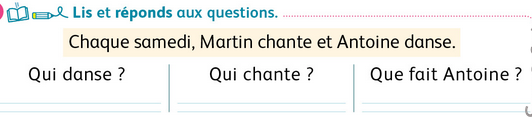 Lis et réponds aux questions.
Chaque samedi, Martin chante et Antoine danse.
Qui danse ? Qui chante ? Que fait Antoine ?